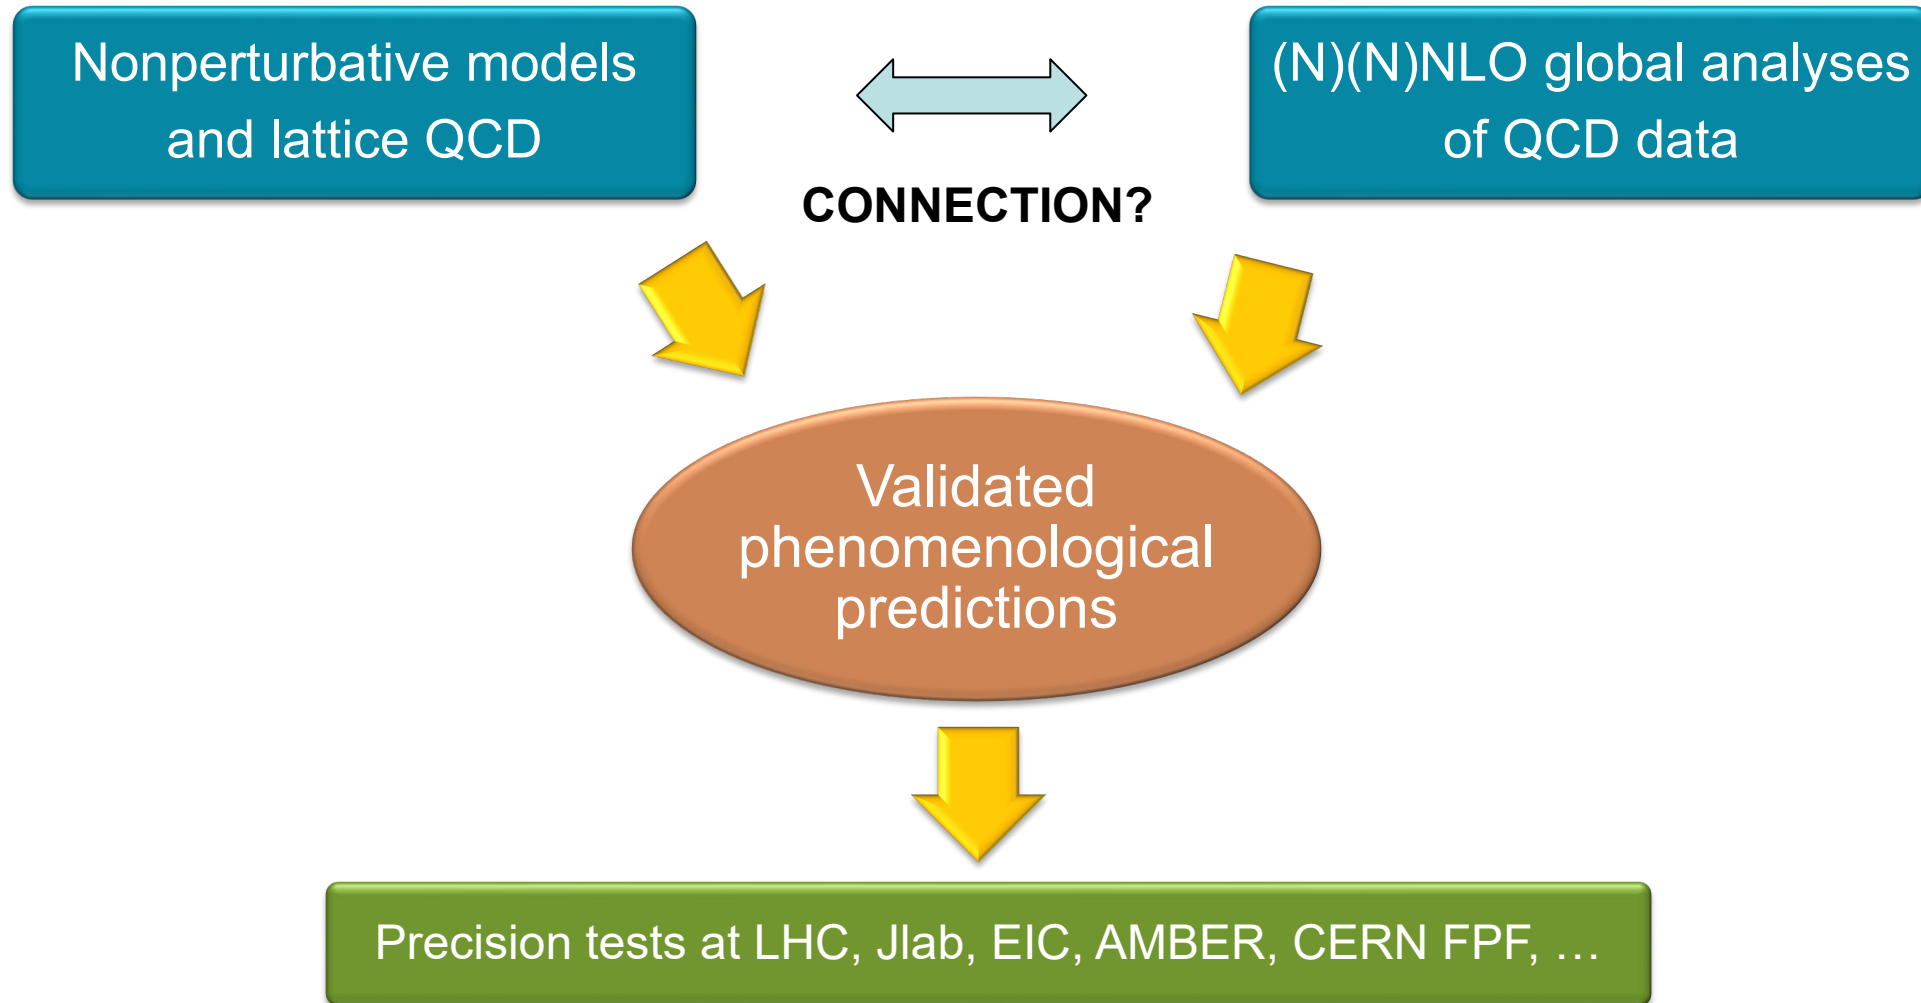 Nonperturbative models
and lattice QCD
(N)(N)NLO global analyses
of QCD data
CONNECTION?
Validated
phenomenological
predictions
Precision tests at LHC, Jlab, EIC, AMBER, CERN FPF, …